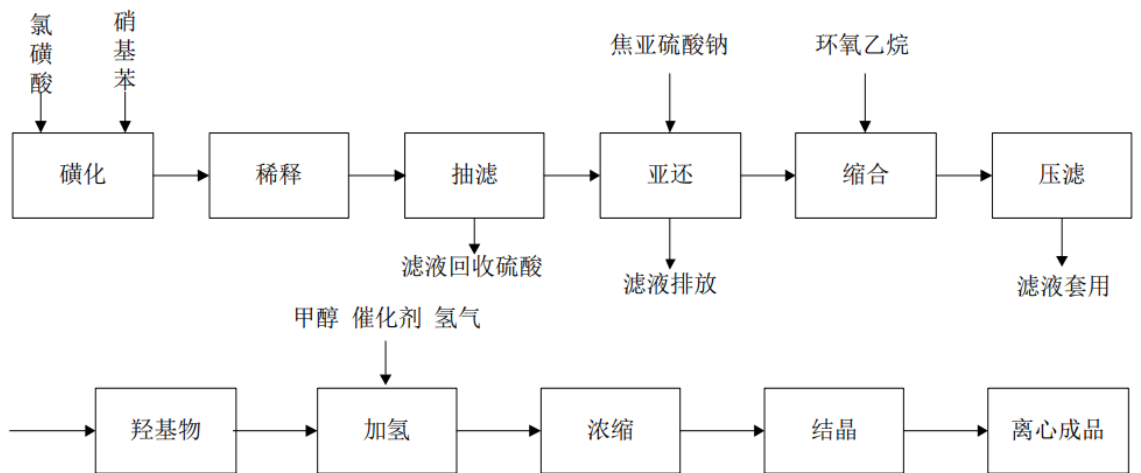 氯磺酸
硝基苯
焦亚硫酸钠
环氧乙烷
磺化
稀释
抽滤
亚还
缩合
压滤
滤液回收硫酸
滤液排放
滤液套用
甲醇 催化剂 氢气
羟基物
加氢
浓缩
结晶
离心成品